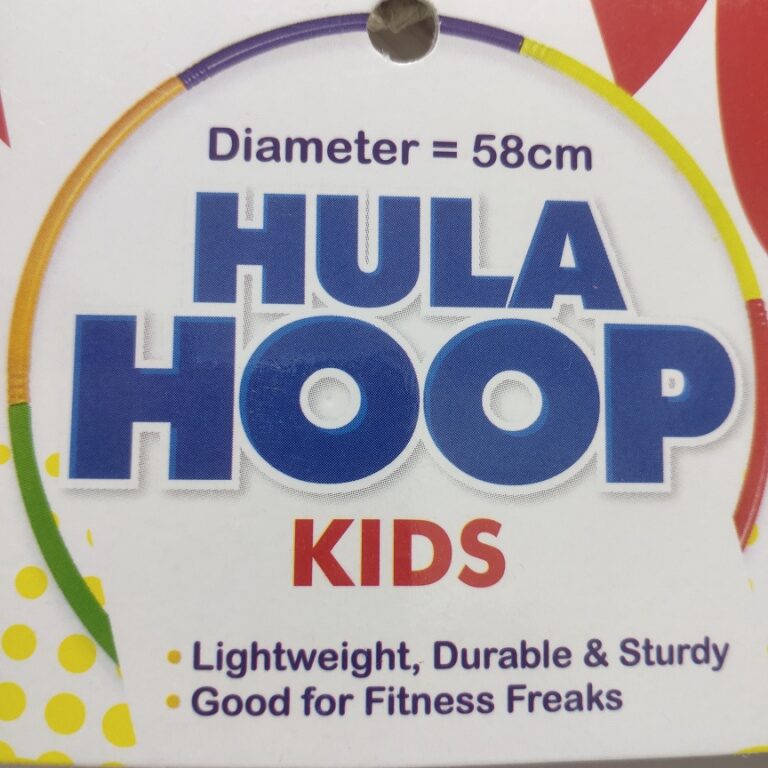 Diameter = 58cm
HULA
HOOP
KIDS
• Lightweight, Durable & Sturdy
• Good for Fitness Freaks